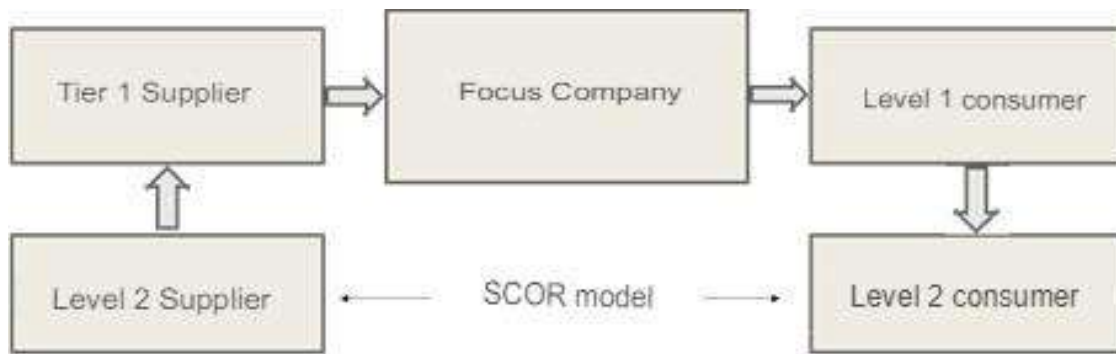 Tier 1 Supplier
Focus Company
Level 1 consumer
Level 2 Supplier
SCOR model
Level 2 consumer